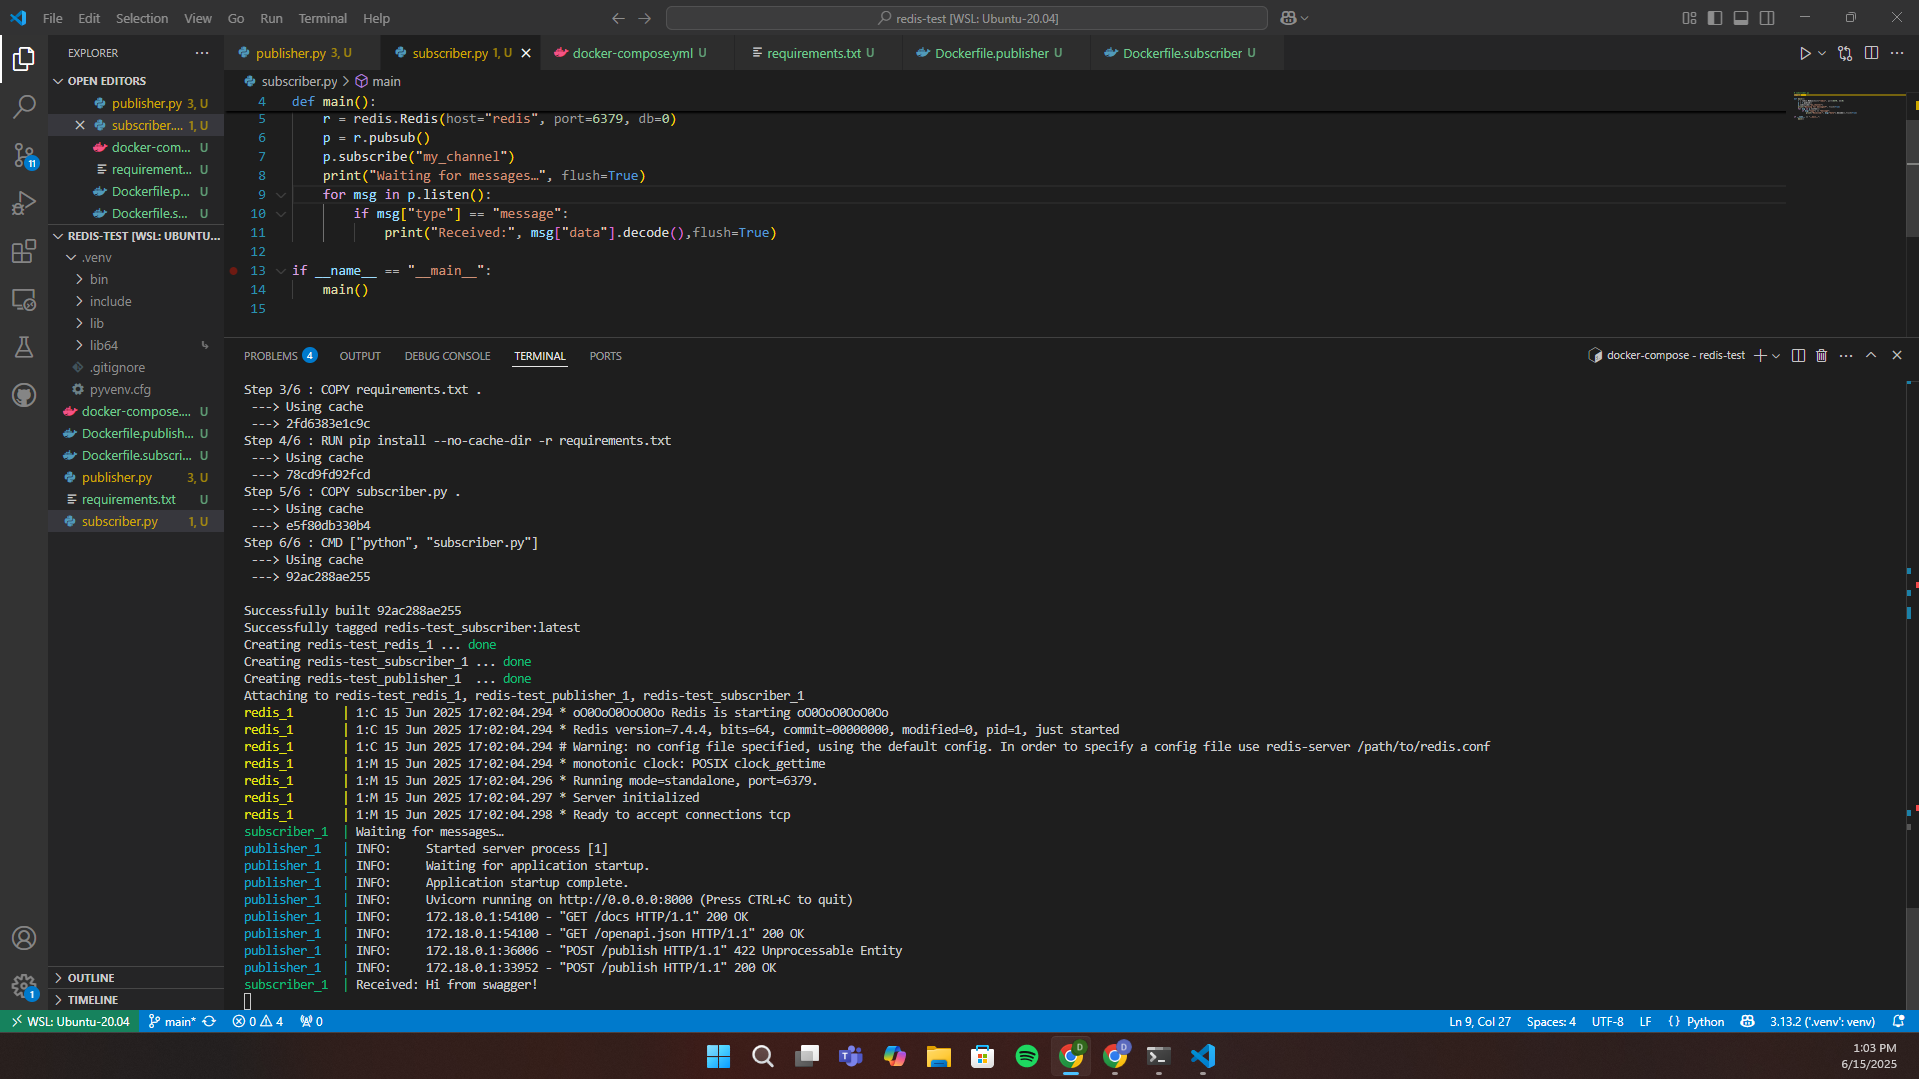 File Edit Selection View Go Run Terminal Help
redis-test [WSL: Ubuntu-20.04]
EXPLORER
publisher.py 3, U
subscriber.py 1, U
docker-compose.yml U
requirements.txt U
Dockerfile.publisher U
Dockerfile.subscriber U
OPEN EDITORS
publisher.py 3, U
subscriber.... 1, U
docker-com... U
requirement... U
Dockerfile.p... U
Dockerfile.s... U
REDIS-TEST [WSL: UBUNTU...
.venv
bin
include
lib
lib64
.gitignore
pyvenv.cfg
docker-compose.... U
Dockerfile.publish... U
Dockerfile.subscri... U
publisher.py 3, U
requirements.txt U
subscriber.py 1, U
OUTLINE
TIMELINE
11
1
subscriber.py > main
4 def main():
5 r = redis.Redis(host="redis", port=6379, db=0)
6 p = r.pubsub()
7 p.subscribe("my_channel")
8 print("Waiting for messages…", flush=True)
9 for msg in p.listen():
10 if msg["type"] == "message":
11 print("Received:", msg["data"].decode(),flush=True)
12
13 if __name__ == "__main__":
14 main()
15
PROBLEMS 4 OUTPUT DEBUG CONSOLE TERMINAL PORTS
docker-compose - redis-test
Step 3/6 : COPY requirements.txt .
---> Using cache
---> 2fd6383e1c9c
Step 4/6 : RUN pip install --no-cache-dir -r requirements.txt
---> Using cache
---> 78cd9fd92fcd
Step 5/6 : COPY subscriber.py .
---> Using cache
---> e5f80db330b4
Step 6/6 : CMD ["python", "subscriber.py"]
---> Using cache
---> 92ac288ae255
Successfully built 92ac288ae255
Successfully tagged redis-test_subscriber:latest
Creating redis-test_redis_1 ... done
Creating redis-test_subscriber_1 ... done
Creating redis-test_publisher_1 ... done
Attaching to redis-test_redis_1, redis-test_publisher_1, redis-test_subscriber_1
redis_1 | 1:C 15 Jun 2025 17:02:04.294 * oO0OoO0OoO0Oo Redis is starting oO0OoO0OoO0Oo
redis_1 | 1:C 15 Jun 2025 17:02:04.294 * Redis version=7.4.4, bits=64, commit=00000000, modified=0, pid=1, just started
redis_1 | 1:C 15 Jun 2025 17:02:04.294 # Warning: no config file specified, using the default config. In order to specify a config file use redis-server /path/to/redis.conf
redis_1 | 1:M 15 Jun 2025 17:02:04.294 * monotonic clock: POSIX clock_gettime
redis_1 | 1:M 15 Jun 2025 17:02:04.296 * Running mode=standalone, port=6379.
redis_1 | 1:M 15 Jun 2025 17:02:04.297 * Server initialized
redis_1 | 1:M 15 Jun 2025 17:02:04.298 * Ready to accept connections tcp
subscriber_1 | Waiting for messages…
publisher_1 | INFO: Started server process [1]
publisher_1 | INFO: Waiting for application startup.
publisher_1 | INFO: Application startup complete.
publisher_1 | INFO: Uvicorn running on http://0.0.0.0:8000 (Press CTRL+C to quit)
publisher_1 | INFO: 172.18.0.1:54100 - "GET /docs HTTP/1.1" 200 OK
publisher_1 | INFO: 172.18.0.1:54100 - "GET /openapi.json HTTP/1.1" 200 OK
publisher_1 | INFO: 172.18.0.1:36006 - "POST /publish HTTP/1.1" 422 Unprocessable Entity
publisher_1 | INFO: 172.18.0.1:33952 - "POST /publish HTTP/1.1" 200 OK
subscriber_1 | Received: Hi from swagger!
WSL: Ubuntu-20.04 main* 0 4 0 Ln 9, Col 27 Spaces: 4 UTF-8 LF {} Python 3.13.2 ('.venv': venv)
D
D
1:03 PM
6/15/2025